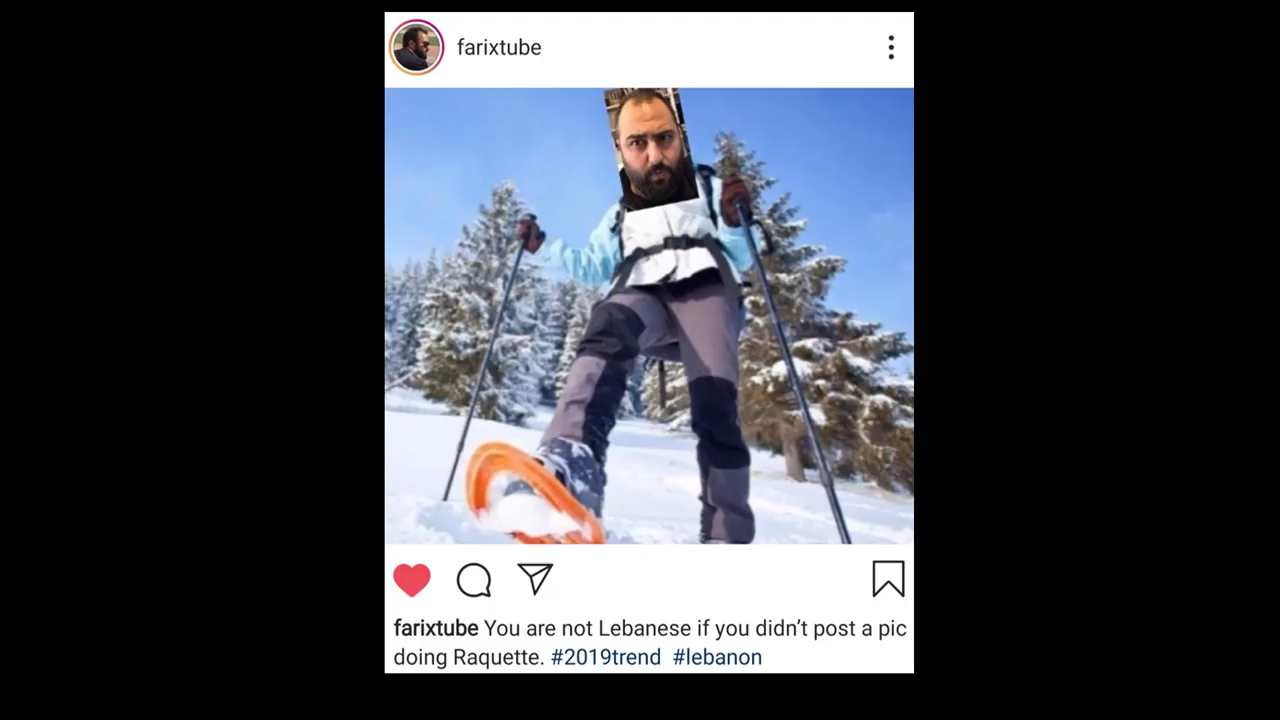 farixtube
farixtube You are not Lebanese if you didn’t post a pic
doing Raquette. #2019trend #lebanon